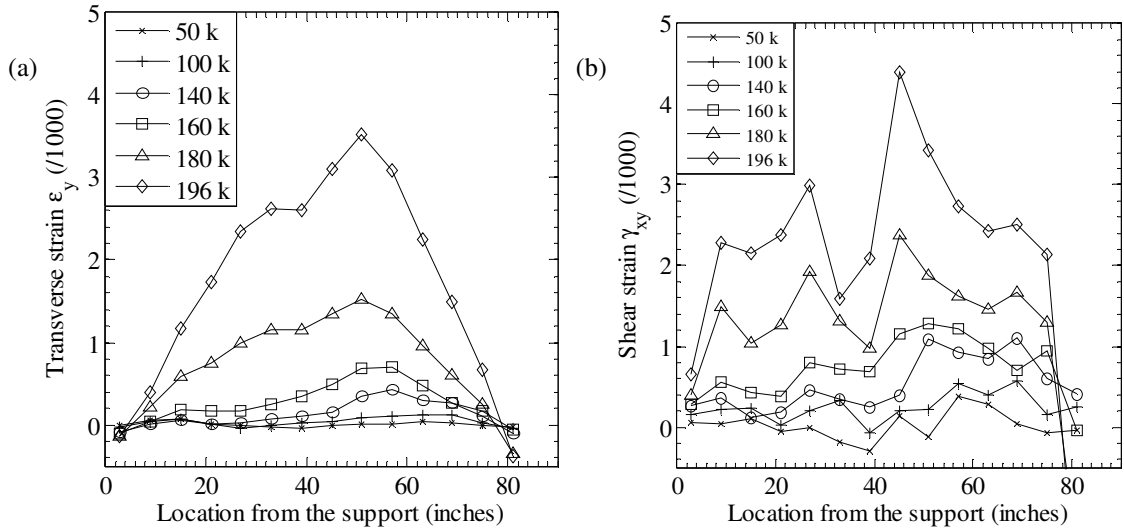 (a)
Transverse strain ε_y (/1000)
5
4
3
2
1
0
50 k
100 k
140 k
160 k
180 k
196 k
0
20
40
60
80
Location from the support (inches)
(b)
Shear strain γ_xy (/1000)
5
4
3
2
1
0
50 k
100 k
140 k
160 k
180 k
196 k
0
20
40
60
80
Location from the support (inches)